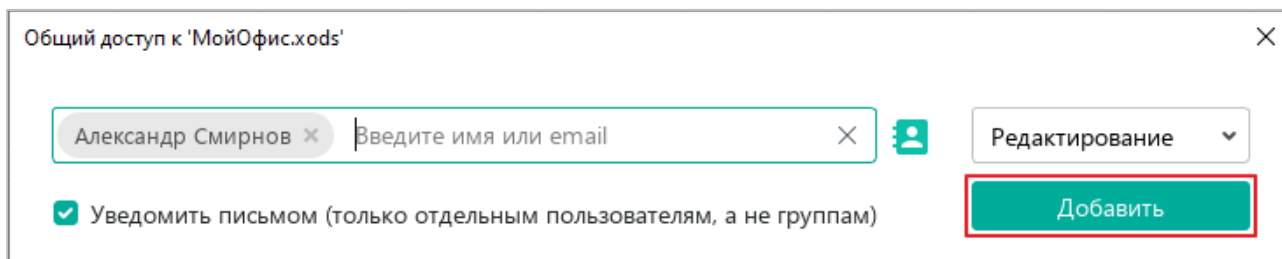 Общий доступ к 'МойОфис.xods'
Александр Смирнов Введите имя или email Редактирование
Уведомить письмом (только отдельным пользователям, а не группам) Добавить